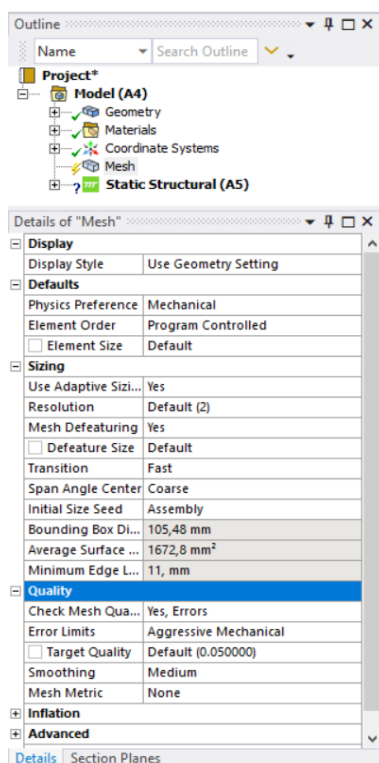 Outline
Name Search Outline
Project*
Model (A4)
Geometry
Materials
Coordinate Systems
Mesh
Static Structural (A5)
Details of "Mesh"
Display
Display Style Use Geometry Setting
Defaults
Physics Preference Mechanical
Element Order Program Controlled
Element Size Default
Sizing
Use Adaptive Sizi... Yes
Resolution Default (2)
Mesh Defeaturing Yes
Defeature Size Default
Transition Fast
Span Angle Center Coarse
Initial Size Seed Assembly
Bounding Box Di... 105,48 mm
Average Surface ... 1672,8 mm²
Minimum Edge L... 11, mm
Quality
Check Mesh Qua... Yes, Errors
Error Limits Aggressive Mechanical
Target Quality Default (0.050000)
Smoothing Medium
Mesh Metric None
Inflation
Advanced
Details Section Planes